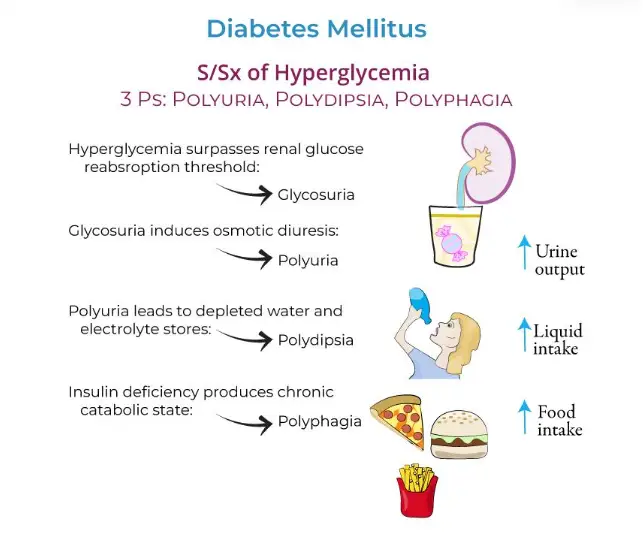 Diabetes Mellitus
S/Sx of Hyperglycemia
3 Ps: Polyuria, Polydipsia, Polyphagia
Hyperglycemia surpasses renal glucose
reabsroption threshold:
Glycosuria
Glycosuria induces osmotic diuresis:
Polyuria
Urine
output
Polyuria leads to depleted water and
electrolyte stores:
Polydipsia
Liquid
intake
Insulin deficiency produces chronic
catabolic state:
Polyphagia
Food
intake